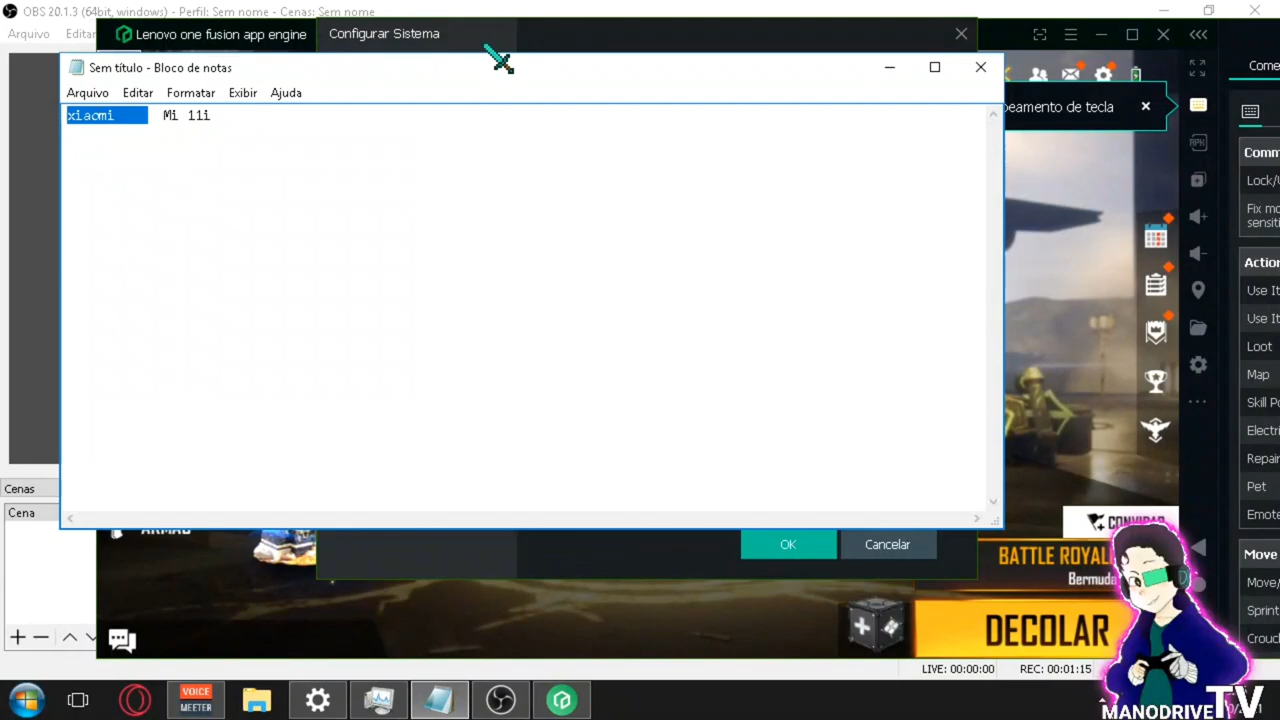 OBS 20.1.3 (64bit, windows) - Perfil: Sem nome - Cenas: Sem nome
Arquivo Editar
Lenovo one fusion app engine
Configurar Sistema
Sem título - Bloco de notas
Arquivo Editar Formatar Exibir Ajuda
xiaomi Mi 11i
peamento de tecla
Come
Comm
Lock/U
Fix mo
sensiti
Action
Use It
Use It
Loot
Map
Skill Po
Electri
Repair
Pet
Emote
Move
Move/
Sprint
Crouc
Cenas
Cena
OK Cancelar
CONVIDAR
BATTLE ROYAL
Bermuda
DECOLAR
LIVE: 00:00:00 REC: 00:01:15
VOICE
MEETER
MANODRIVE TV